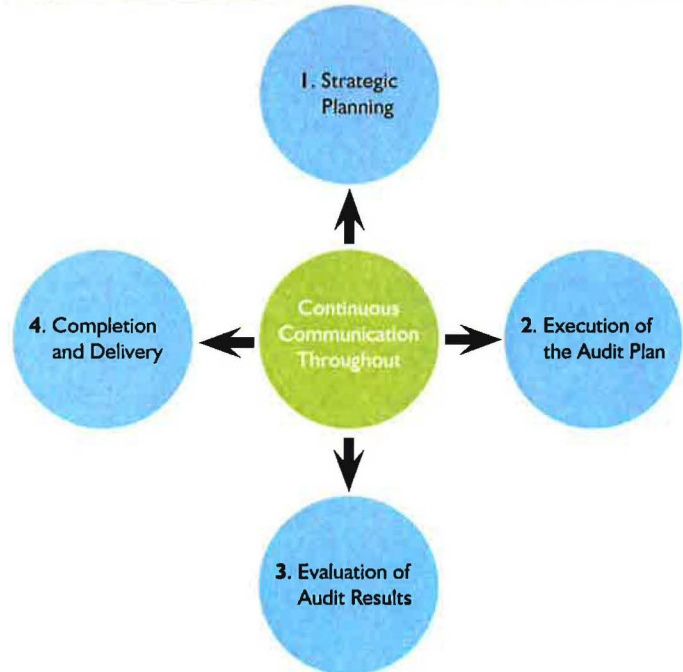 1. Strategic
Planning
Continuous
Communication
Throughout
2. Execution of
the Audit Plan
3. Evaluation of
Audit Results
4. Completion
and Delivery